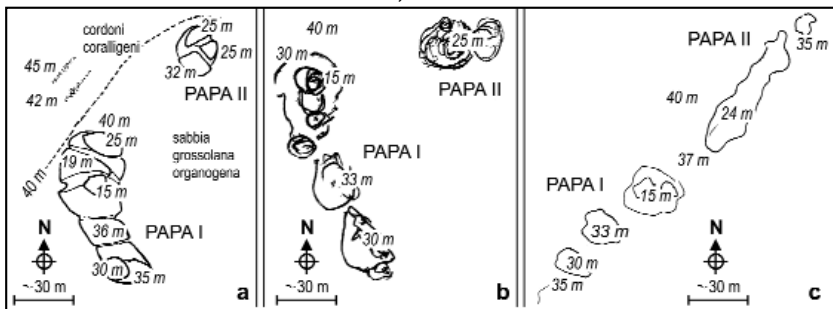 cordoni
coralligeni
45 m
42 m
25 m
25 m
32 m
PAPA II
40 m
25 m
19 m
15 m
sabbia
grossolana
organogena
40 m
36 m
PAPA I
30 m
35 m
N
~30 m
a
40 m
30 m
15 m
25 m
PAPA II
PAPA I
33 m
30 m
N
~30 m
b
35 m
PAPA II
40 m
24 m
37 m
PAPA I
15 m
33 m
30 m
35 m
N
~30 m
c